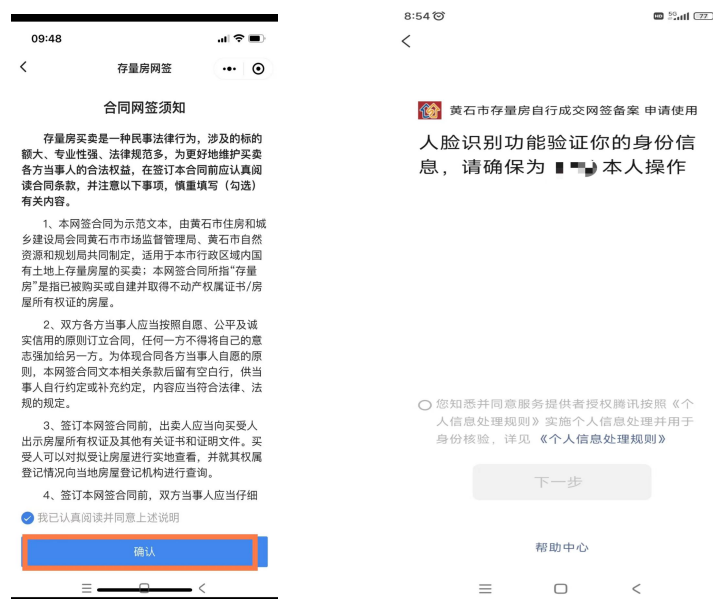 09:48
存量房网签
合同网签须知
存量房买卖是一种民事法律行为，涉及的标的
额大、专业性强、法律规范多，为更好地维护买卖
各方当事人的合法权益，在签订本合同前应认真阅
读合同条款，并注意以下事项，慎重填写（勾选）
有关内容。
1、本网签合同为示范文本，由黄石市住房和城
乡建设局会同黄石市市场监督管理局、黄石市自然
资源和规划局共同制定，适用于本市行政区域内国
有土地上存量房屋的买卖；本网签合同所指“存量
房”是指已被购买或自建并取得不动产权属证书/房
屋所有权证的房屋。
2、双方各方当事人应当按照自愿、公平及诚
实信用的原则订立合同，任何一方不得将自己的意
志强加给另一方。为体现合同各方当事人自愿的原
则，本网签合同文本相关条款后留有空白行，供当
事人自行约定或补充约定，内容应当符合法律、法
规的规定。
3、签订本合同前，出卖人应当向买受人
出示房屋所有权证及其他有关证书和证明文件。买
受人可以对拟受让房屋进行实地查看，并就其权属
登记情况向当地房屋登记机构进行查询。
4、签订本网签合同前，双方当事人应当仔细
我已认真阅读并同意上述说明
确认
8:54
HD 5G 77
黄石市存量房自行成交网签备案 申请使用
人脸识别功能验证你的身份信
息，请确保为 本人操作
您知悉并同意服务提供者授权腾讯按照《个
人信息处理规则》实施个人信息处理并用于
身份核验，详见 《个人信息处理规则》
下一步
帮助中心